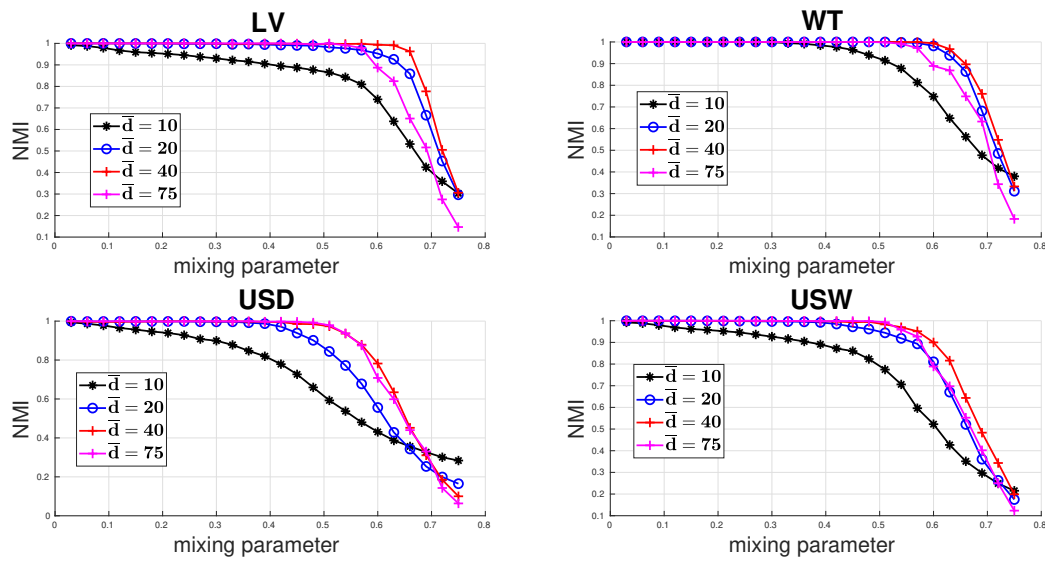 LV
1
0.9
0.8
0.7
0.6
0.5
0.4
0.3
0.2
0.1
NMI
d̅ = 10
d̅ = 20
d̅ = 40
d̅ = 75
0 0.1 0.2 0.3 0.4 0.5 0.6 0.7 0.8
mixing parameter
WT
1
0.9
0.8
0.7
0.6
0.5
0.4
0.3
0.2
0.1
NMI
d̅ = 10
d̅ = 20
d̅ = 40
d̅ = 75
0 0.1 0.2 0.3 0.4 0.5 0.6 0.7 0.8
mixing parameter
USD
1
0.8
0.6
0.4
0.2
0
NMI
d̅ = 10
d̅ = 20
d̅ = 40
d̅ = 75
0 0.1 0.2 0.3 0.4 0.5 0.6 0.7 0.8
mixing parameter
USW
1
0.9
0.8
0.7
0.6
0.5
0.4
0.3
0.2
0.1
NMI
d̅ = 10
d̅ = 20
d̅ = 40
d̅ = 75
0 0.1 0.2 0.3 0.4 0.5 0.6 0.7 0.8
mixing parameter